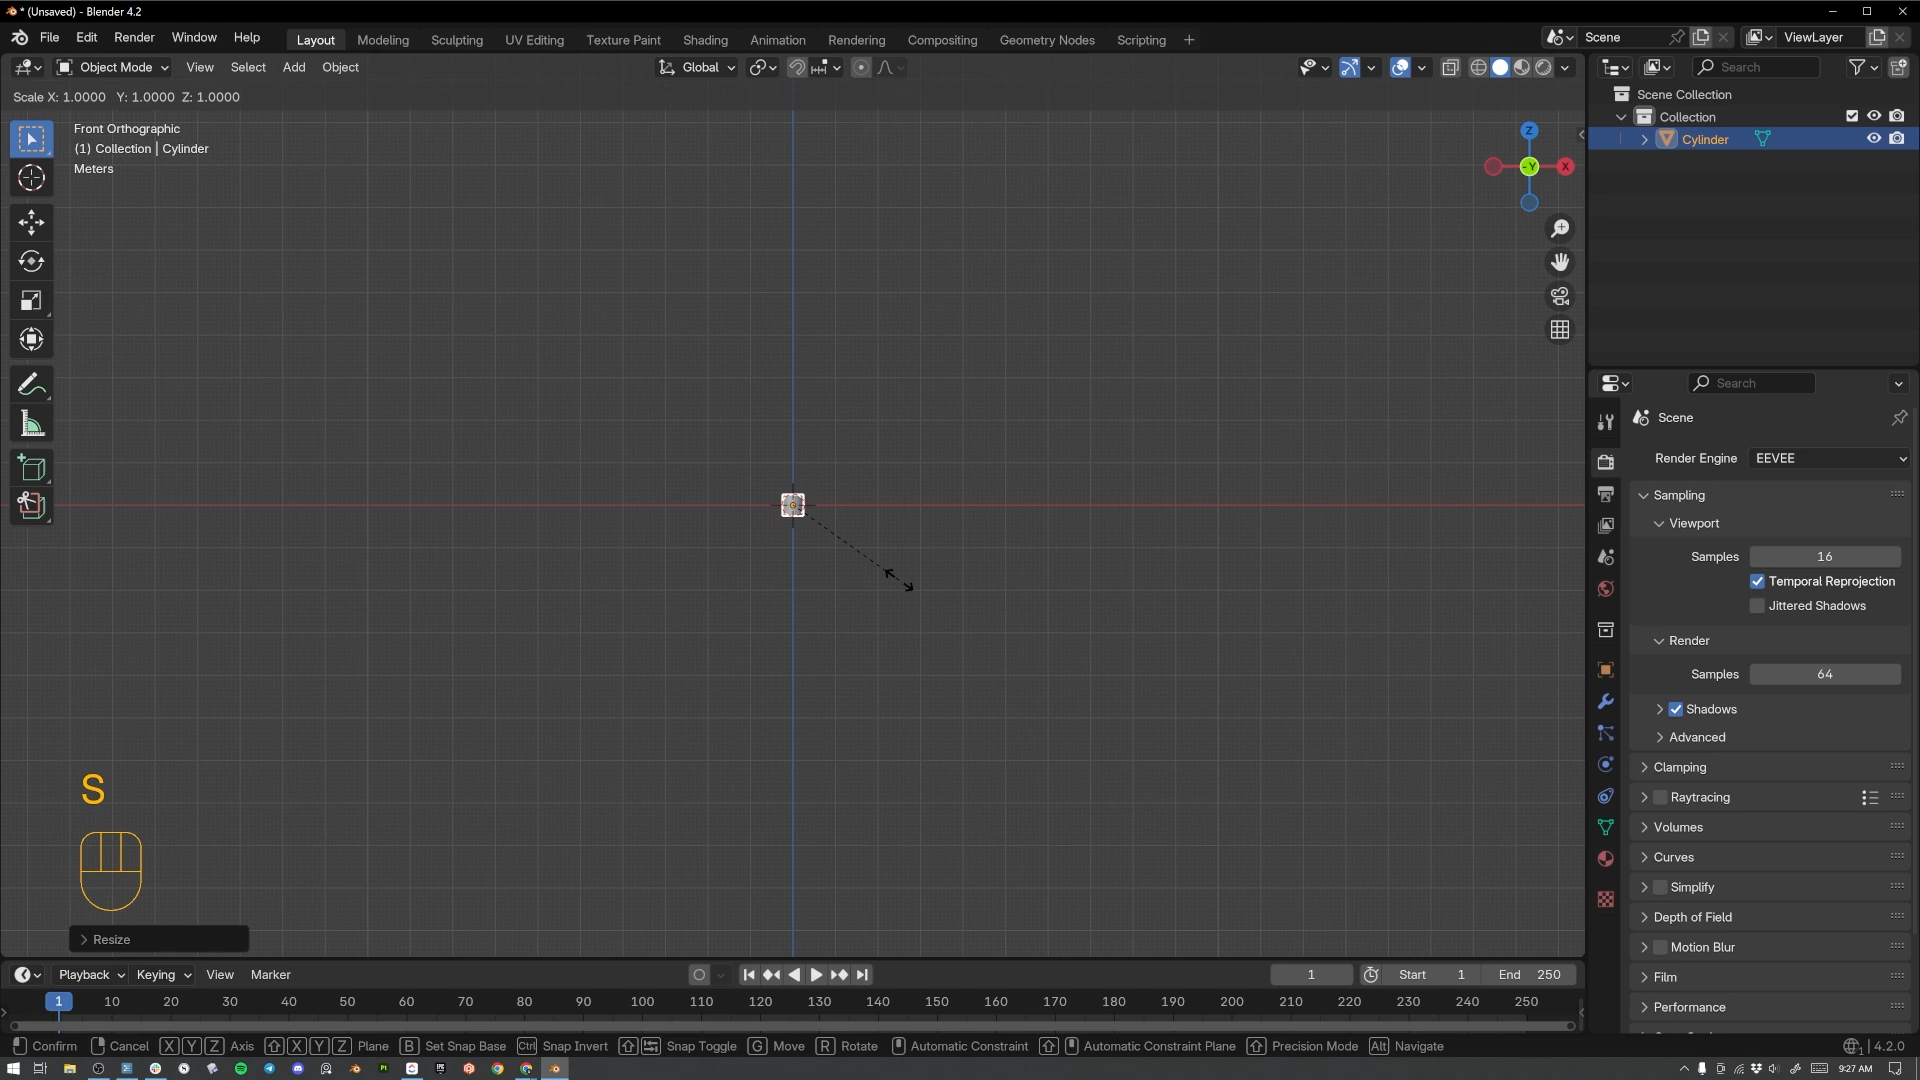 * (Unsaved) - Blender 4.2
File Edit Render Window Help Layout Modeling Sculpting UV Editing Texture Paint Shading Animation Rendering Compositing Geometry Nodes Scripting + Scene ViewLayer
Object Mode View Select Add Object Global Search
Scale X: 1.0000 Y: 1.0000 Z: 1.0000
Front Orthographic
(1) Collection | Cylinder
Meters
Z
-Y
X
Scene Collection
Collection
Cylinder
Search
Scene
Render Engine EEVEE
Sampling
Viewport
Samples 16
Temporal Reprojection
Jittered Shadows
Render
Samples 64
Shadows
Advanced
Clamping
Raytracing
Volumes
Curves
Simplify
Depth of Field
Motion Blur
Film
Performance
S
Resize
Playback Keying View Marker 1 Start 1 End 250
1 10 20 30 40 50 60 70 80 90 100 110 120 130 140 150 160 170 180 190 200 210 220 230 240 250
Confirm Cancel X Y Z Axis X Y Z Plane B Set Snap Base Ctrl Snap Invert Snap Toggle G Move R Rotate Automatic Constraint Automatic Constraint Plane Precision Mode Alt Navigate 4.2.0
9:27 AM